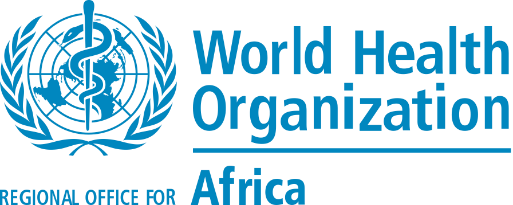 World Health
Organization
REGIONAL OFFICE FOR Africa